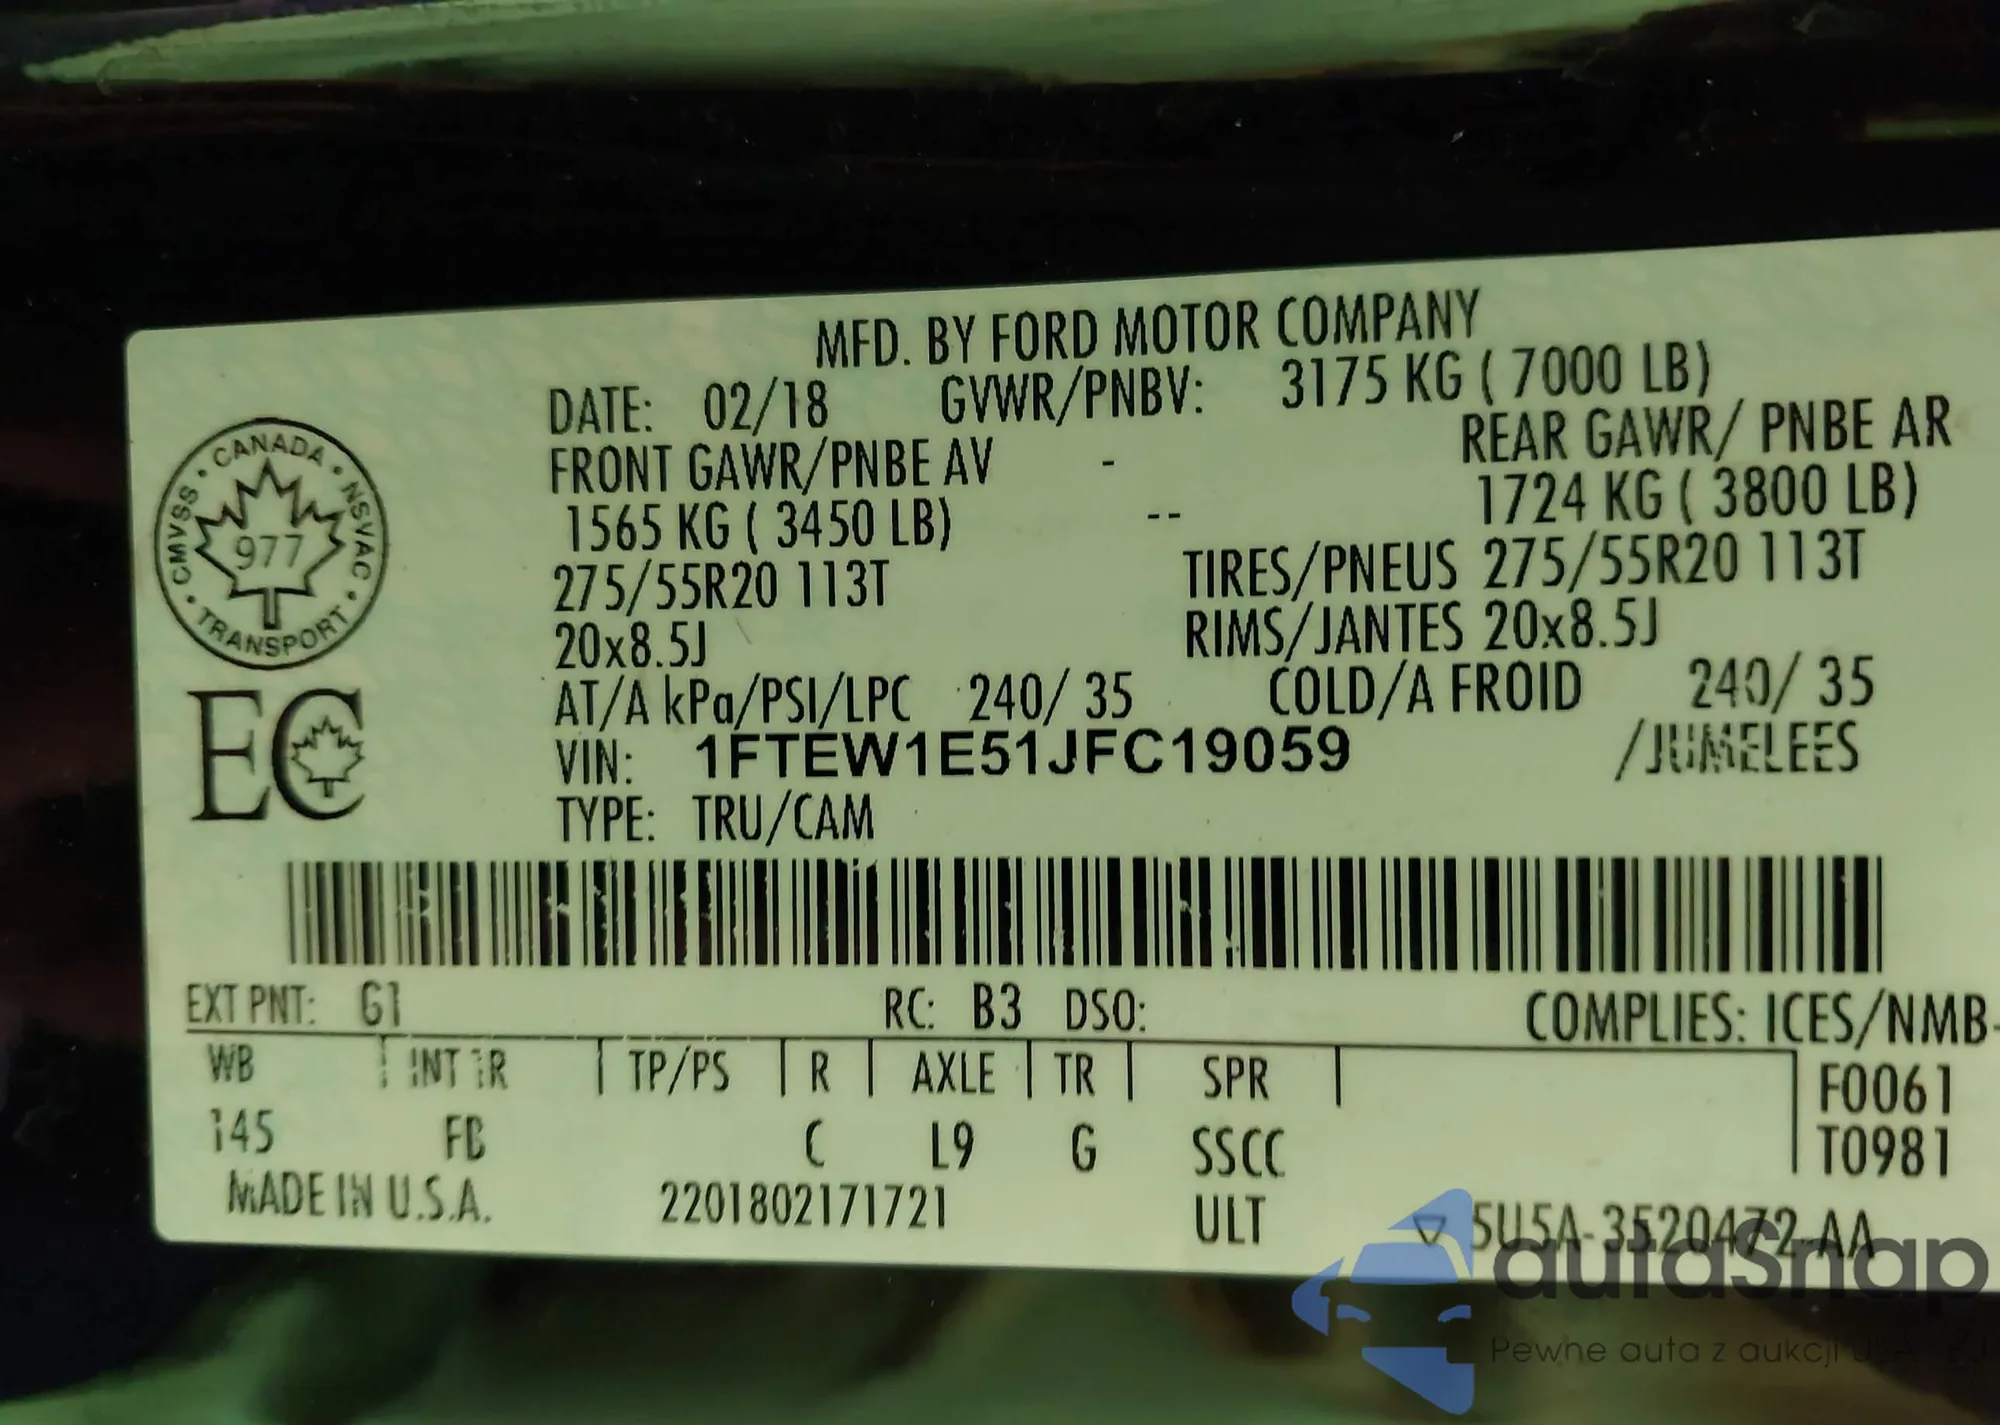 MFD. BY FORD MOTOR COMPANY
DATE: 02/18 GVWR/PNBV: 3175 KG ( 7000 LB)
FRONT GAWR/PNBE AV - REAR GAWR/ PNBE AR
1565 KG ( 3450 LB) -- 1724 KG ( 3800 LB)
275/55R20 113T TIRES/PNEUS 275/55R20 113T
20x8.5J RIMS/JANTES 20x8.5J
AT/A kPa/PSI/LPC 240/ 35 COLD/A FROID 240/ 35
VIN: 1FTEW1E51JFC19059 /JUMELEES
TYPE: TRU/CAM
CANADA · NSVAC · TRANSPORT · CMVSS ·
977
EC
EXT PNT: G1 RC: B3 DSO: COMPLIES: ICES/NMB-
WB | INT TR | TP/PS | R | AXLE | TR | SPR | F0061
145 FB C L9 G SSCC T0981
MADE IN U.S.A. 2201802171721 ULT ▽ 5U5A-3520472-AA
autoSnap
Pewne auta z aukcji